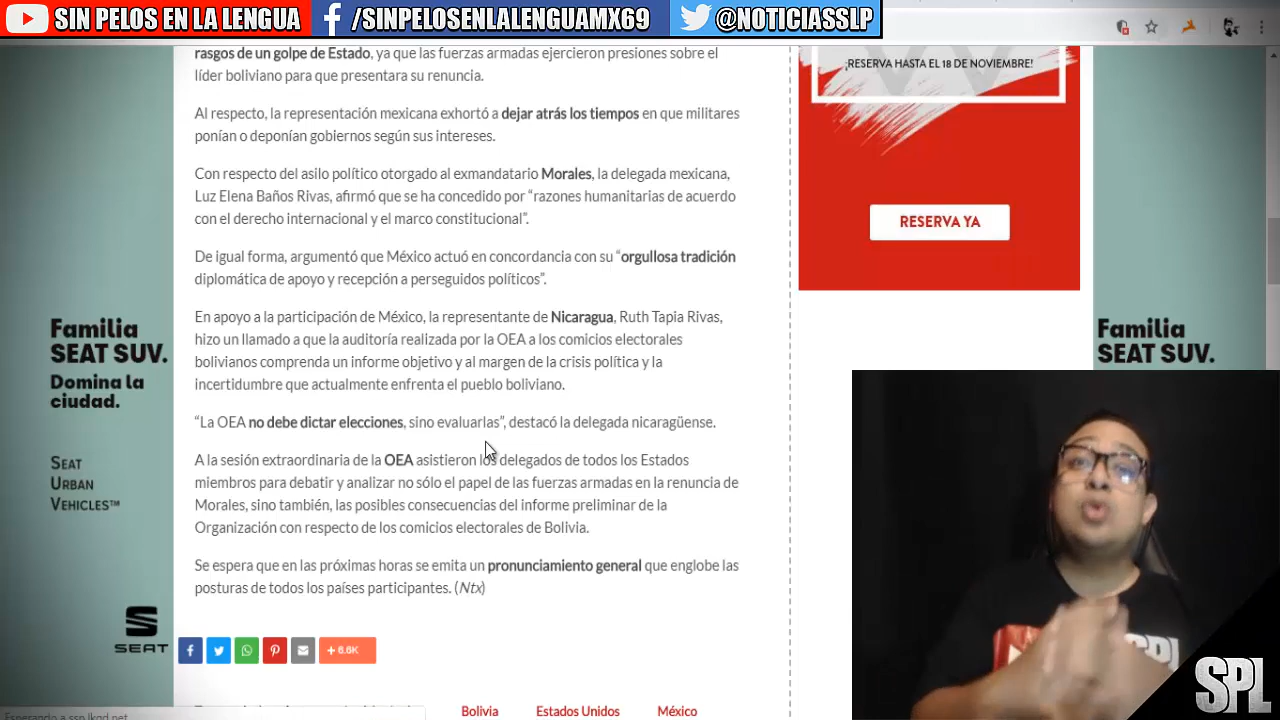 SIN PELOS EN LA LENGUA
/SINPELOSENLALENGUAMX69
@NOTICIASSLP
rasgos de un golpe de Estado, ya que las fuerzas armadas ejercieron presiones sobre el
líder boliviano para que presentara su renuncia.
Al respecto, la representación mexicana exhortó a dejar atrás los tiempos en que militares
ponían o deponían gobiernos según sus intereses.
Con respecto del asilo político otorgado al exmandatario Morales, la delegada mexicana,
Luz Elena Baños Rivas, afirmó que se ha concedido por “razones humanitarias de acuerdo
con el derecho internacional y el marco constitucional”.
De igual forma, argumentó que México actuó en concordancia con su “orgullosa tradición
diplomática de apoyo y recepción a perseguidos políticos”.
En apoyo a la participación de México, la representante de Nicaragua, Ruth Tapia Rivas,
hizo un llamado a que la auditoría realizada por la OEA a los comicios electorales
bolivianos comprenda un informe objetivo y al margen de la crisis política y la
incertidumbre que actualmente enfrenta el pueblo boliviano.
“La OEA no debe dictar elecciones, sino evaluarlas”, destacó la delegada nicaragüense.
A la sesión extraordinaria de la OEA asistieron los delegados de todos los Estados
miembros para debatir y analizar no sólo el papel de las fuerzas armadas en la renuncia de
Morales, sino también, las posibles consecuencias del informe preliminar de la
Organización con respecto de los comicios electorales de Bolivia.
Se espera que en las próximas horas se emita un pronunciamiento general que englobe las
posturas de todos los países participantes. (Ntx)
+ 6.6K
Bolivia
Estados Unidos
México
¡RESERVA HASTA EL 18 DE NOVIEMBRE!
RESERVA YA
Familia
SEAT SUV.
Domina la
ciudad.
SEAT
URBAN
VEHICLES™
SEAT
Familia
SEAT SUV.
SPL
SPL